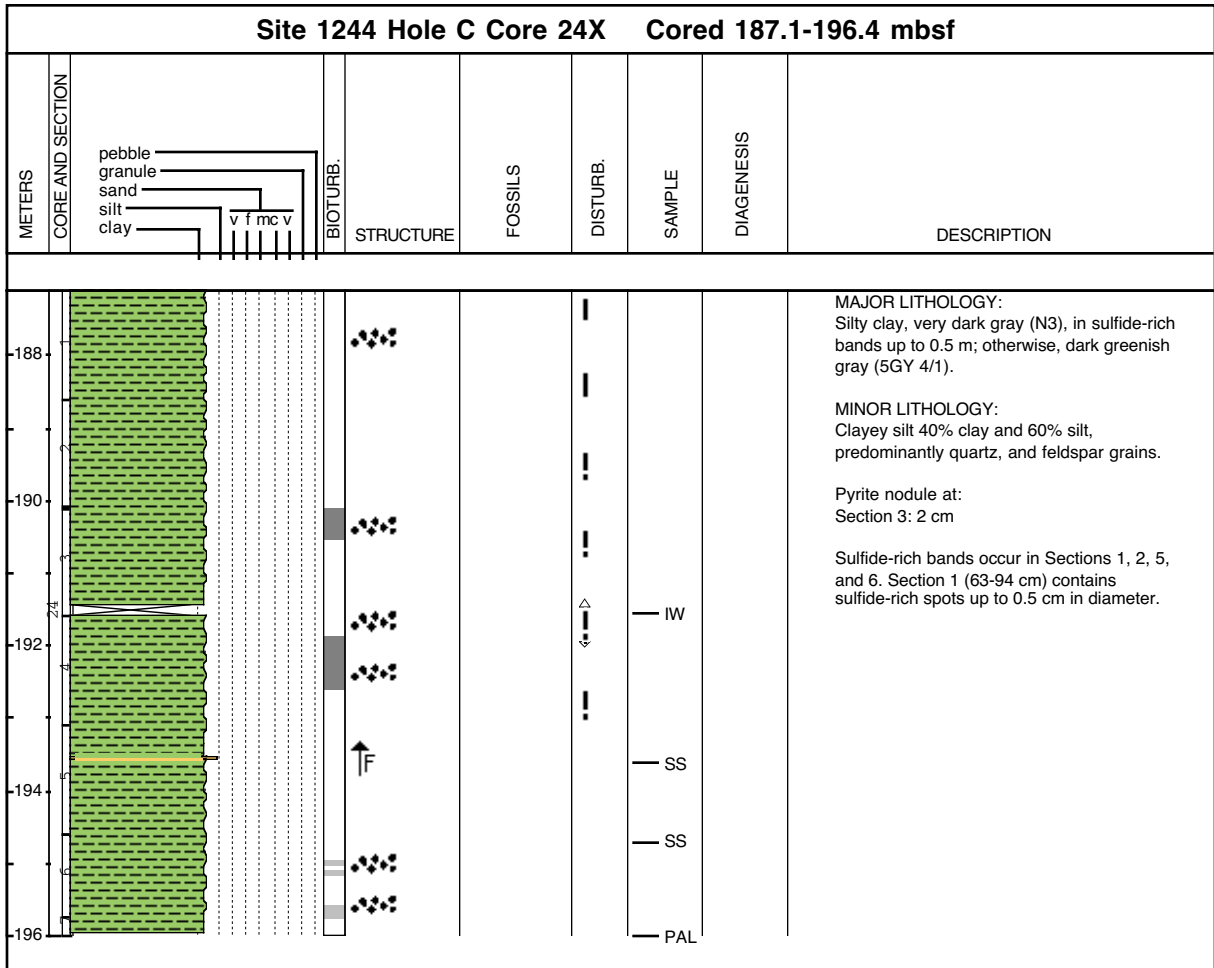 Site 1244 Hole C Core 24X Cored 187.1-196.4 mbsf
METERS
CORE AND SECTION
pebble
granule
sand
silt
clay
v f mc v
BIOTURB.
STRUCTURE
FOSSILS
DISTURB.
SAMPLE
DIAGENESIS
DESCRIPTION
188
190
192
194
196
24
1
2
3
4
5
6
7
F
IW
SS
SS
PAL
MAJOR LITHOLOGY:
Silty clay, very dark gray (N3), in sulfide-rich
bands up to 0.5 m; otherwise, dark greenish
gray (5GY 4/1).
MINOR LITHOLOGY:
Clayey silt 40% clay and 60% silt,
predominantly quartz, and feldspar grains.
Pyrite nodule at:
Section 3: 2 cm
Sulfide-rich bands occur in Sections 1, 2, 5,
and 6. Section 1 (63-94 cm) contains
sulfide-rich spots up to 0.5 cm in diameter.